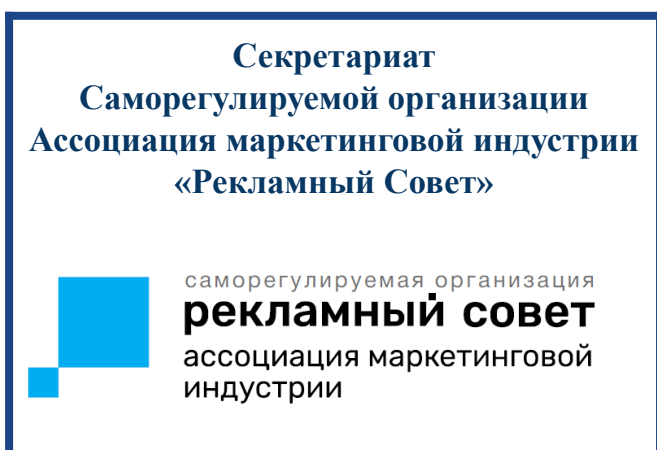 Секретариат
Саморегулируемой организации
Ассоциация маркетинговой индустрии
«Рекламный Совет»
саморегулируемая организация
рекламный совет
ассоциация маркетинговой
индустрии